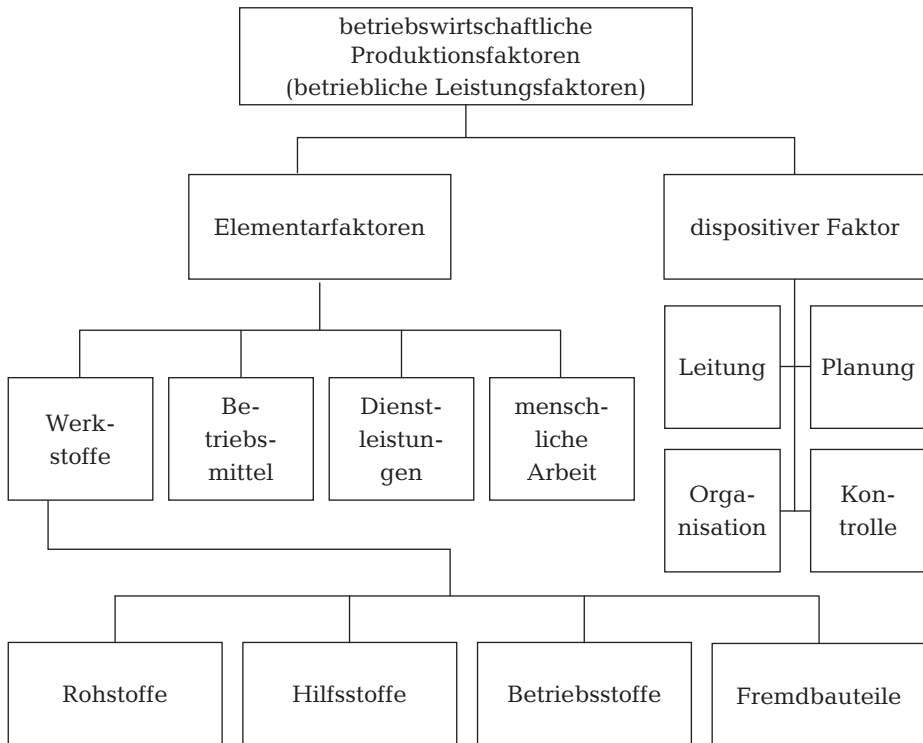 betriebswirtschaftliche
Produktionsfaktoren
(betriebliche Leistungsfaktoren)
Elementarfaktoren
dispositiver Faktor
Leitung
Planung
Werk-
stoffe
Be-
triebs-
mittel
Dienst-
leistun-
gen
mensch-
liche
Arbeit
Orga-
nisation
Kon-
trolle
Rohstoffe
Hilfsstoffe
Betriebsstoffe
Fremdbauteile